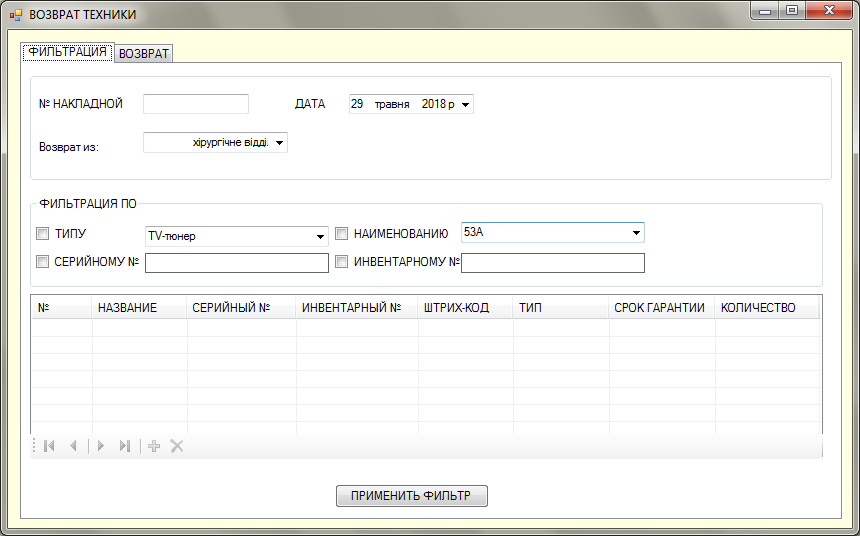 ВОЗВРАТ ТЕХНИКИ
ФИЛЬТРАЦИЯ ВОЗВРАТ
№ НАКЛАДНОЙ ДАТА 29 травня 2018 р
Возврат из: хірургічне відді.
ФИЛЬТРАЦИЯ ПО
ТИПУ TV-тюнер НАИМЕНОВАНИЮ 53A
СЕРИЙНОМУ № ИНВЕНТАРНОМУ №
№ НАЗВАНИЕ СЕРИЙНЫЙ № ИНВЕНТАРНЫЙ № ШТРИХ-КОД ТИП СРОК ГАРАНТИИ КОЛИЧЕСТВО
ПРИМЕНИТЬ ФИЛЬТР